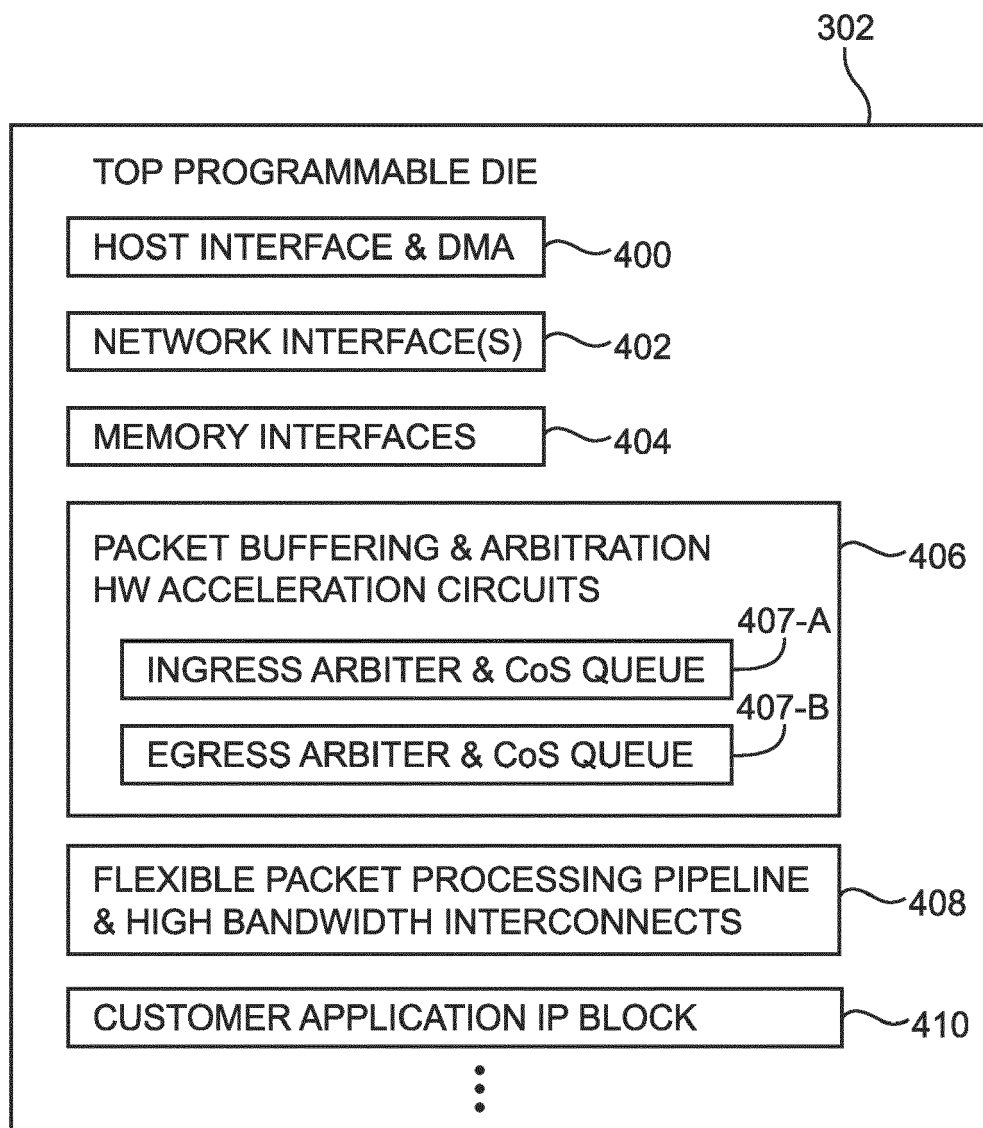 302
TOP PROGRAMMABLE DIE
HOST INTERFACE & DMA
400
NETWORK INTERFACE(S)
402
MEMORY INTERFACES
404
PACKET BUFFERING & ARBITRATION
HW ACCELERATION CIRCUITS
406
407-A
INGRESS ARBITER & CoS QUEUE
407-B
EGRESS ARBITER & CoS QUEUE
FLEXIBLE PACKET PROCESSING PIPELINE
& HIGH BANDWIDTH INTERCONNECTS
408
CUSTOMER APPLICATION IP BLOCK
410